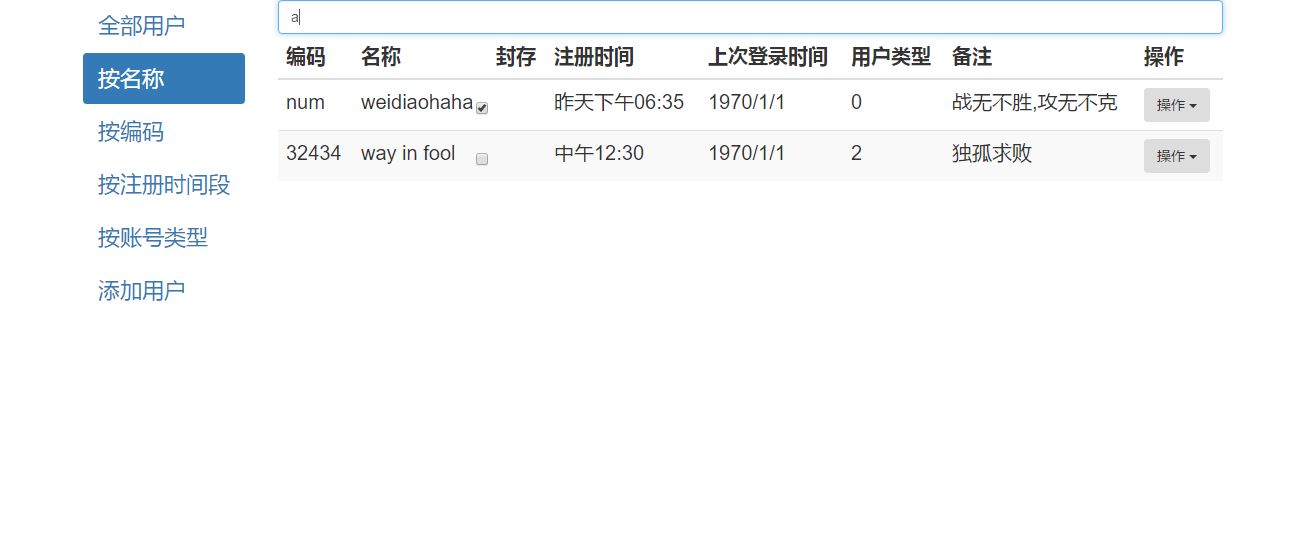 全部用户
按名称
按编码
按注册时间段
按账号类型
添加用户
a
编码 名称 封存 注册时间 上次登录时间 用户类型 备注 操作
num weidiaohaha 昨天下午06:35 1970/1/1 0 战无不胜,攻无不克 操作
32434 way in fool 中午12:30 1970/1/1 2 独孤求败 操作